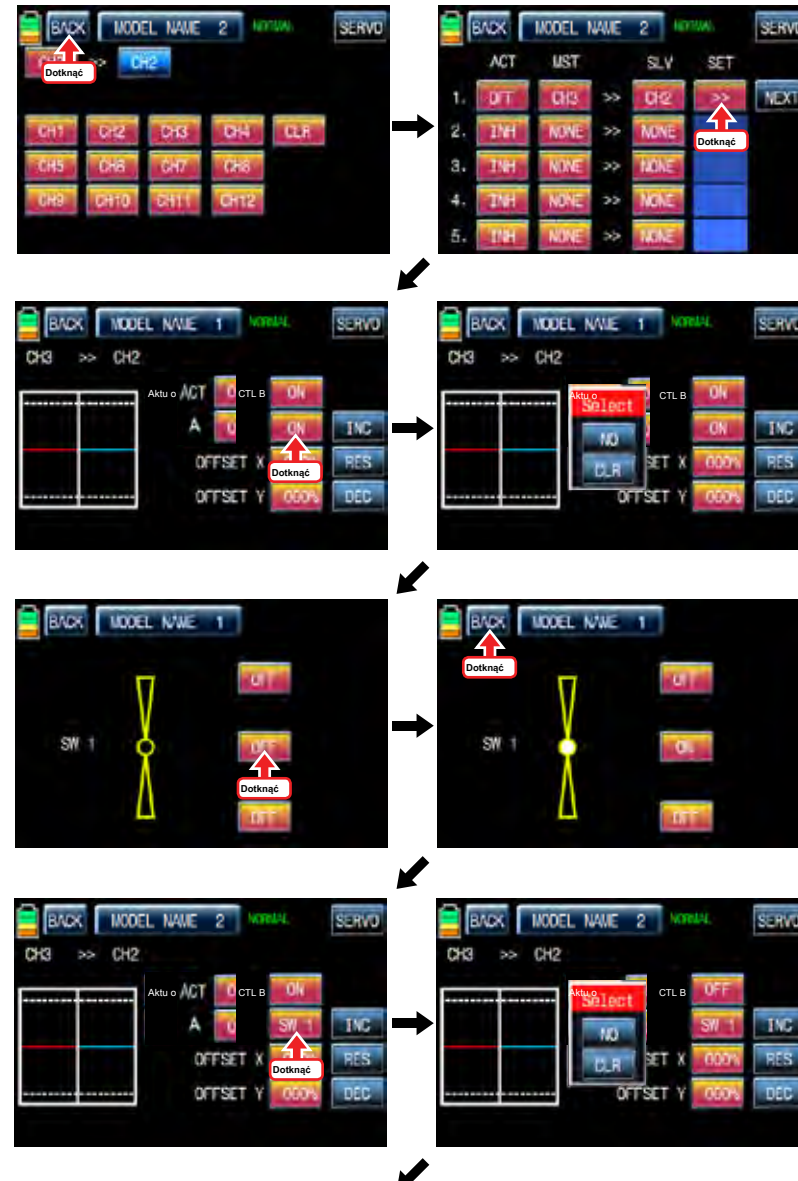 BACK MODEL NAME 2 NORMAL SERVO
>> CH2
Dotknąć
CH1 CH2 CH3 CH4 CLR
CH5 CH6 CH7 CH8
CH9 CH10 CH11 CH12
BACK MODEL NAME 2 NORMAL SERVO
ACT MST SLV SET
1. OFF CH3 >> CH2 >> NEXT
Dotknąć
2. INH NONE >> NONE
3. INH NONE >> NONE
4. INH NONE >> NONE
5. INH NONE >> NONE
BACK MODEL NAME 1 NORMAL SERVO
CH3 >> CH2
Aktu o ACT CTL B ON
A ON INC
OFFSET X RES
Dotknąć
OFFSET Y 000% DEC
BACK MODEL NAME 1 NORMAL SERVO
CH3 >> CH2
Aktu o CTL B ON
Select
ON INC
NO
SET X 000% RES
CLR
OFFSET Y 000% DEC
BACK MODEL NAME 1
OFF
SW 1 OFF
Dotknąć
OFF
BACK MODEL NAME 1
Dotknąć
OFF
SW 1 ON
OFF
BACK MODEL NAME 2 NORMAL SERVO
CH3 >> CH2
Aktu o ACT CTL B ON
A SW 1 INC
OFFSET X RES
Dotknąć
OFFSET Y 000% DEC
BACK MODEL NAME 2 NORMAL SERVO
CH3 >> CH2
Aktu o CTL B OFF
Select
SW 1 INC
NO
SET X 000% RES
CLR
OFFSET Y 000% DEC